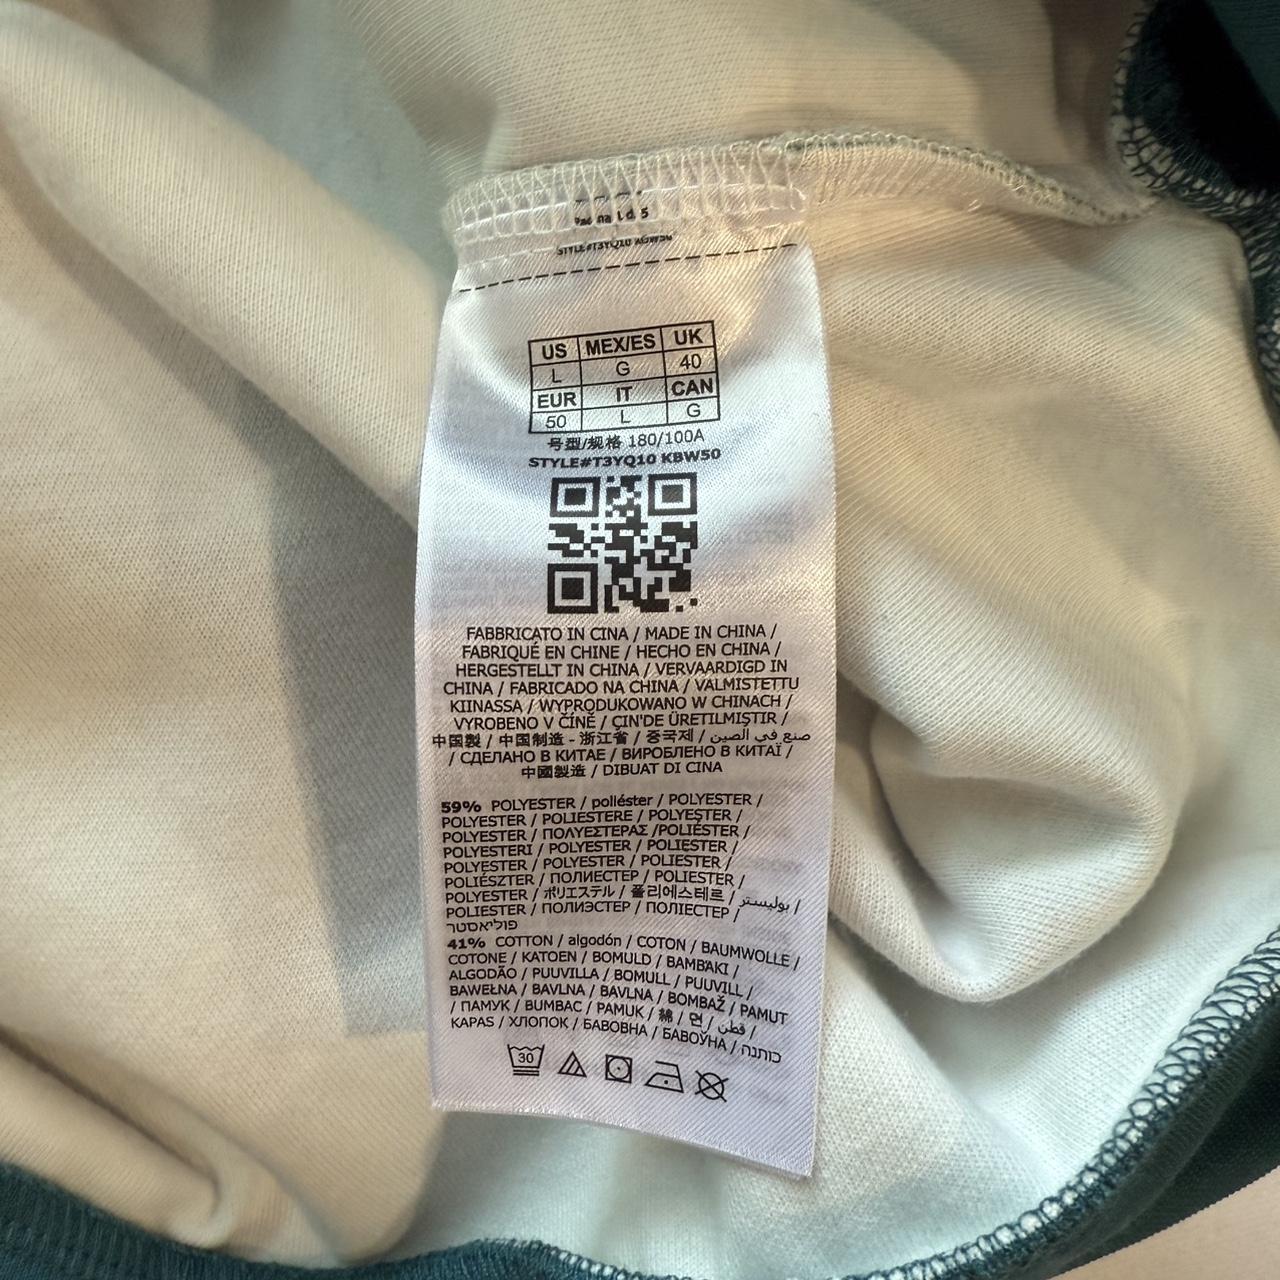 STYLE#T3YQ10 KBW50
US MEX/ES UK
L G 40
EUR IT CAN
50 L G
号型/规格 180/100A
STYLE#T3YQ10 KBW50
FABBRICATO IN CINA / MADE IN CHINA /
FABRIQUÉ EN CHINE / HECHO EN CHINA /
HERGESTELLT IN CHINA / VERVAARDIGD IN
CHINA / FABRICADO NA CHINA / VALMISTETTU
KIINASSA / WYPRODUKOWANO W CHINACH /
VYROBENO V ČÍNĚ / ÇIN'DE ÜRETILMIŞTIR /
中国製 / 中国制造 - 浙江省 / 중국제 / صنع في الصين
/ СДЕЛАНО В КИТАЕ / ВИРОБЛЕНО В КИТАЇ /
中國製造 / DIBUAT DI CINA
59% POLYESTER / poliéster / POLYESTER /
POLYESTER / POLIESTERE / POLYESTER /
POLYESTER / ΠΟΛΥΕΣΤΕΡΑΣ /POLIÉSTER /
POLYESTERI / POLYESTER / POLIESTER /
POLYESTER / POLYESTER / POLIESTER /
POLIÉSZTER / ПОЛИЕСТЕР / POLIESTER /
POLYESTER / ポリエステル / 폴리에스테르 / بوليستر /
POLIESTER / ПОЛИЭСТЕР / ПОЛІЕСТЕР /
פוליאסטר
41% COTTON / algodón / COTON / BAUMWOLLE /
COTONE / KATOEN / BOMULD / ΒΑΜΒΑΚΙ /
ALGODÃO / PUUVILLA / BOMULL / PUUVILL /
BAWEŁNA / BAVLNA / BAVLNA / BOMBAŽ / PAMUT
/ ПАМУК / BUMBAC / PAMUK / 綿 / 면 / قطن /
KAPAS / ХЛОПОК / БАВОВНА / БАВОЎНА / כותנה
30